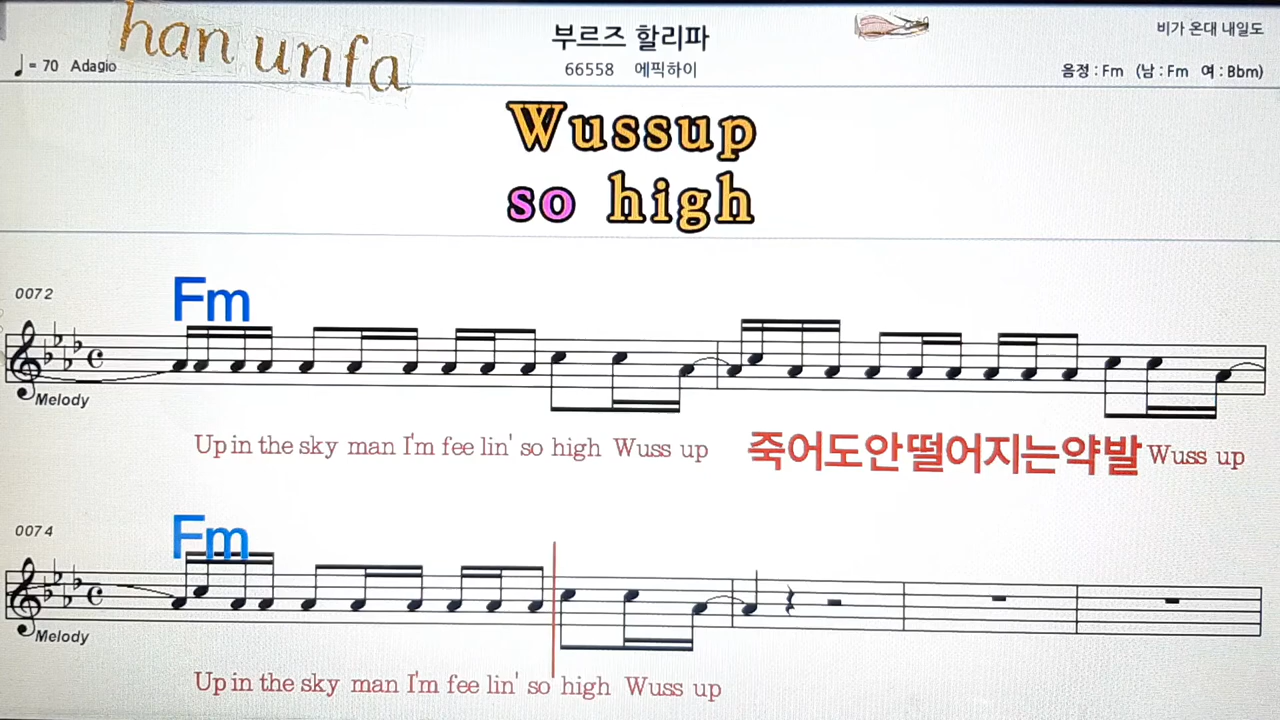 han unfa
부르즈 할리파
비가 온대 내일도
♩= 70 Adagio
66558 에픽하이
음정 : Fm (남 : Fm 여 : Bbm)
Wussup
so high
0072
Fm
Melody
Up in the sky man I'm fee lin' so high Wuss up 죽어도안떨어지는약발 Wuss up
0074
Fm
Melody
Up in the sky man I'm fee lin' so high Wuss up